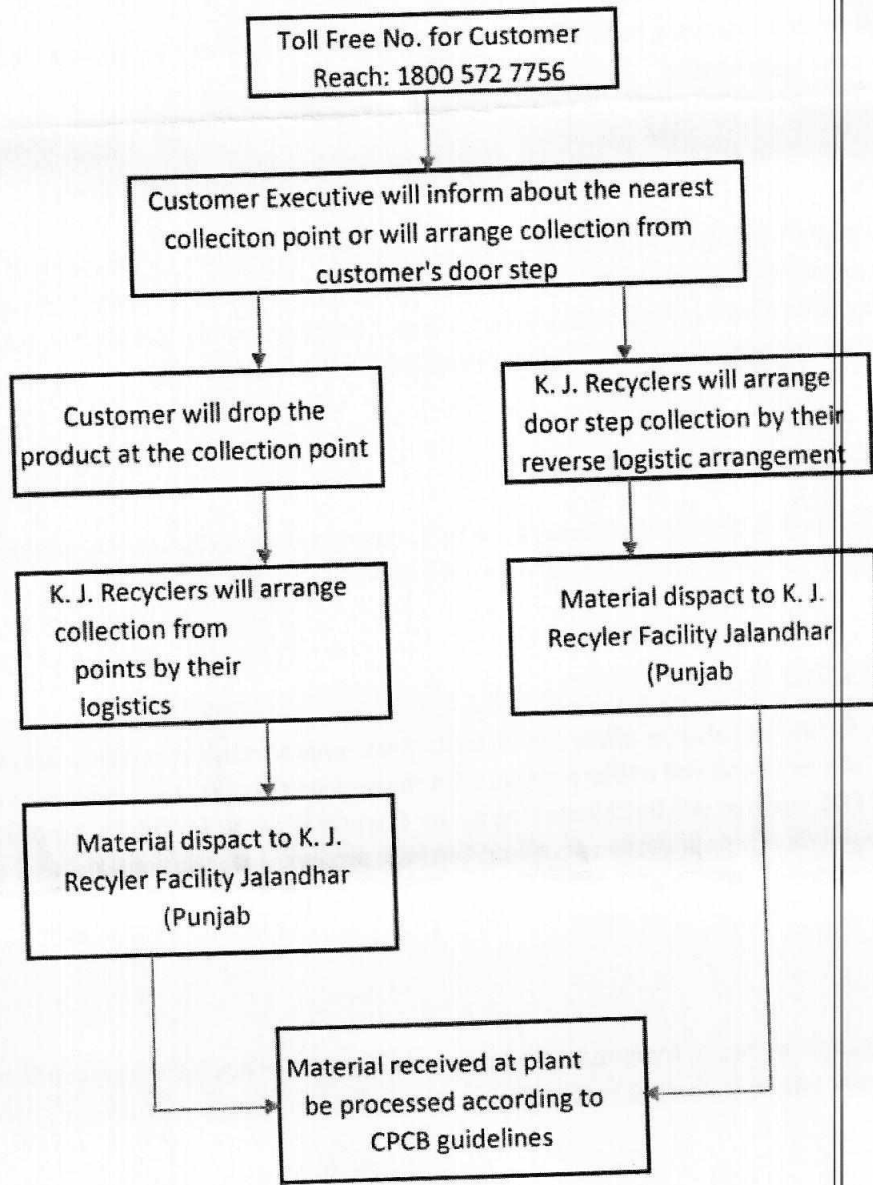 Toll Free No. for Customer
Reach: 1800 572 7756
Customer Executive will inform about the nearest
colleciton point or will arrange collection from
customer's door step
Customer will drop the
product at the collection point
K. J. Recyclers will arrange
door step collection by their
reverse logistic arrangement
K. J. Recyclers will arrange
collection from
points by their
logistics
Material dispact to K. J.
Recyler Facility Jalandhar
(Punjab
Material dispact to K. J.
Recyler Facility Jalandhar
(Punjab
Material received at plant
be processed according to
CPCB guidelines